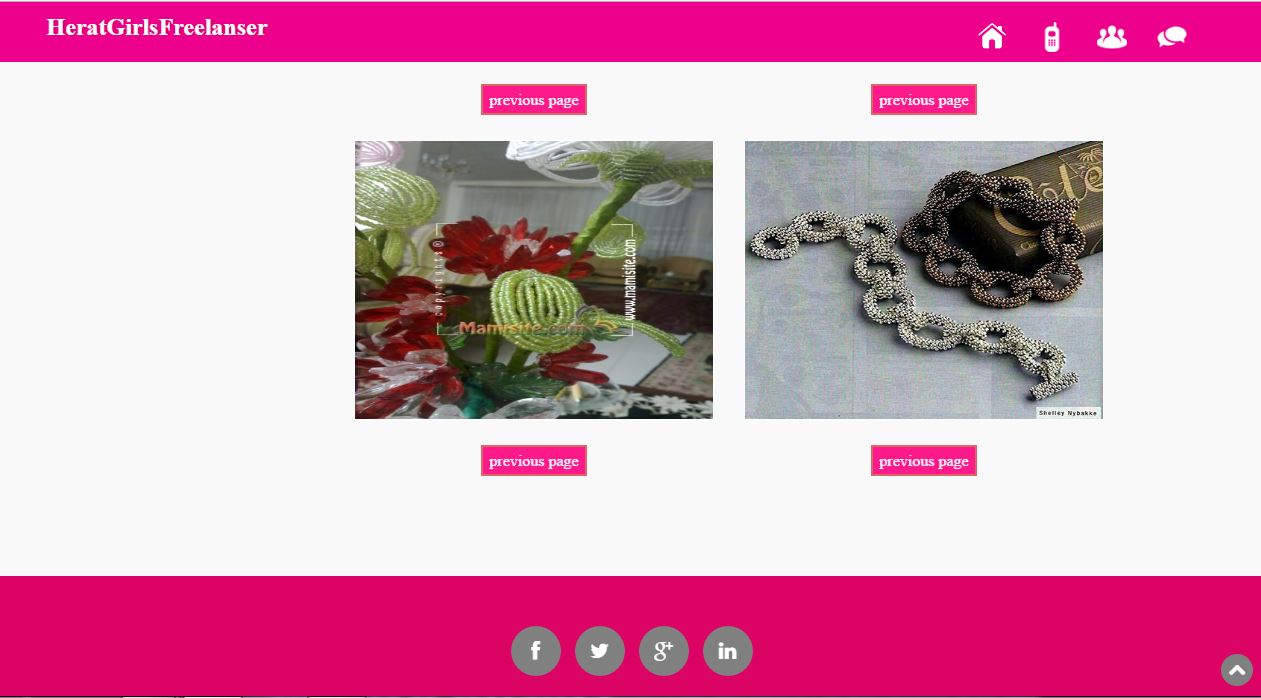 HeratGirlsFreelanser
previous page
previous page
copyrights®
www.mamisite.com
Mamisite.com
Shelley Nybakke
previous page
previous page
f
g+
in